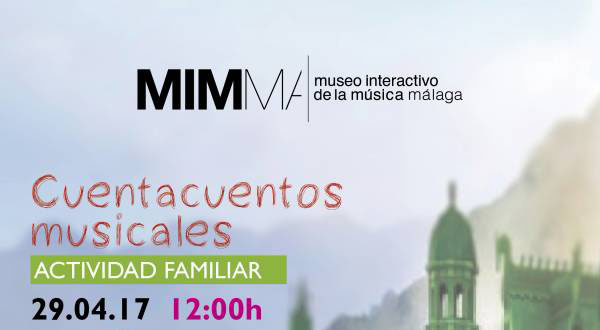 MIMMA
museo interactivo
de la música málaga
Cuentacuentos
musicales
ACTIVIDAD FAMILIAR
29.04.17 12:00h